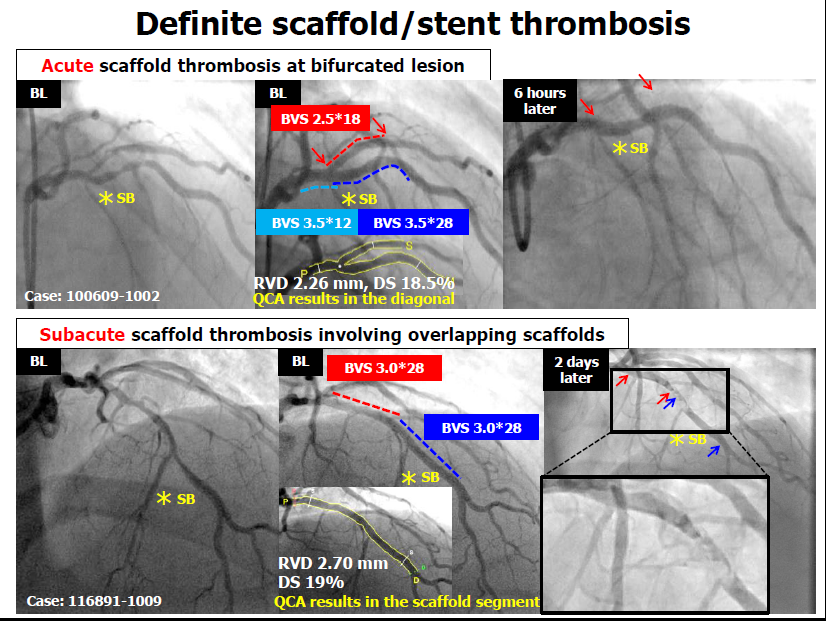 Definite scaffold/stent thrombosis
Acute scaffold thrombosis at bifurcated lesion
BL
SB
Case: 100609-1002
BL
BVS 2.5*18
SB
BVS 3.5*12
BVS 3.5*28
P
S
RVD 2.26 mm, DS 18.5%
QCA results in the diagonal
6 hours
later
SB
Subacute scaffold thrombosis involving overlapping scaffolds
BL
SB
Case: 116891-1009
BL
BVS 3.0*28
BVS 3.0*28
SB
P
D
RVD 2.70 mm
DS 19%
QCA results in the scaffold segment
2 days
later
SB